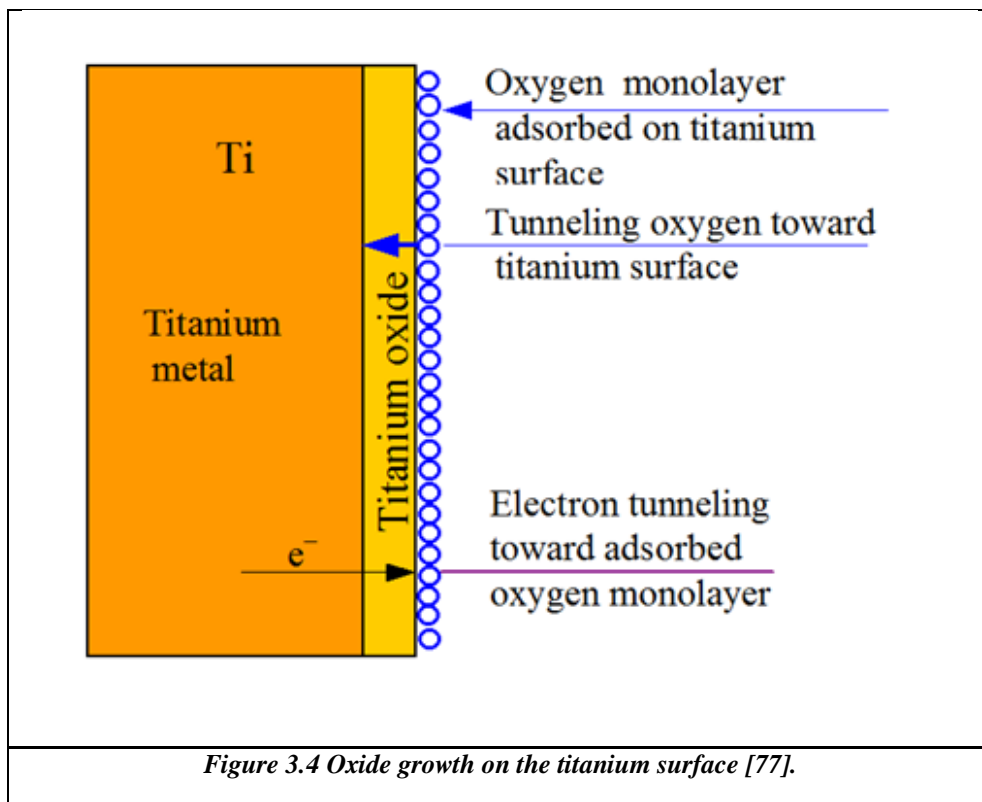 Ti
Titanium
metal
Titanium oxide
e⁻
Oxygen monolayer
adsorbed on titanium
surface
Tunneling oxygen toward
titanium surface
Electron tunneling
toward adsorbed
oxygen monolayer
Figure 3.4 Oxide growth on the titanium surface [77].